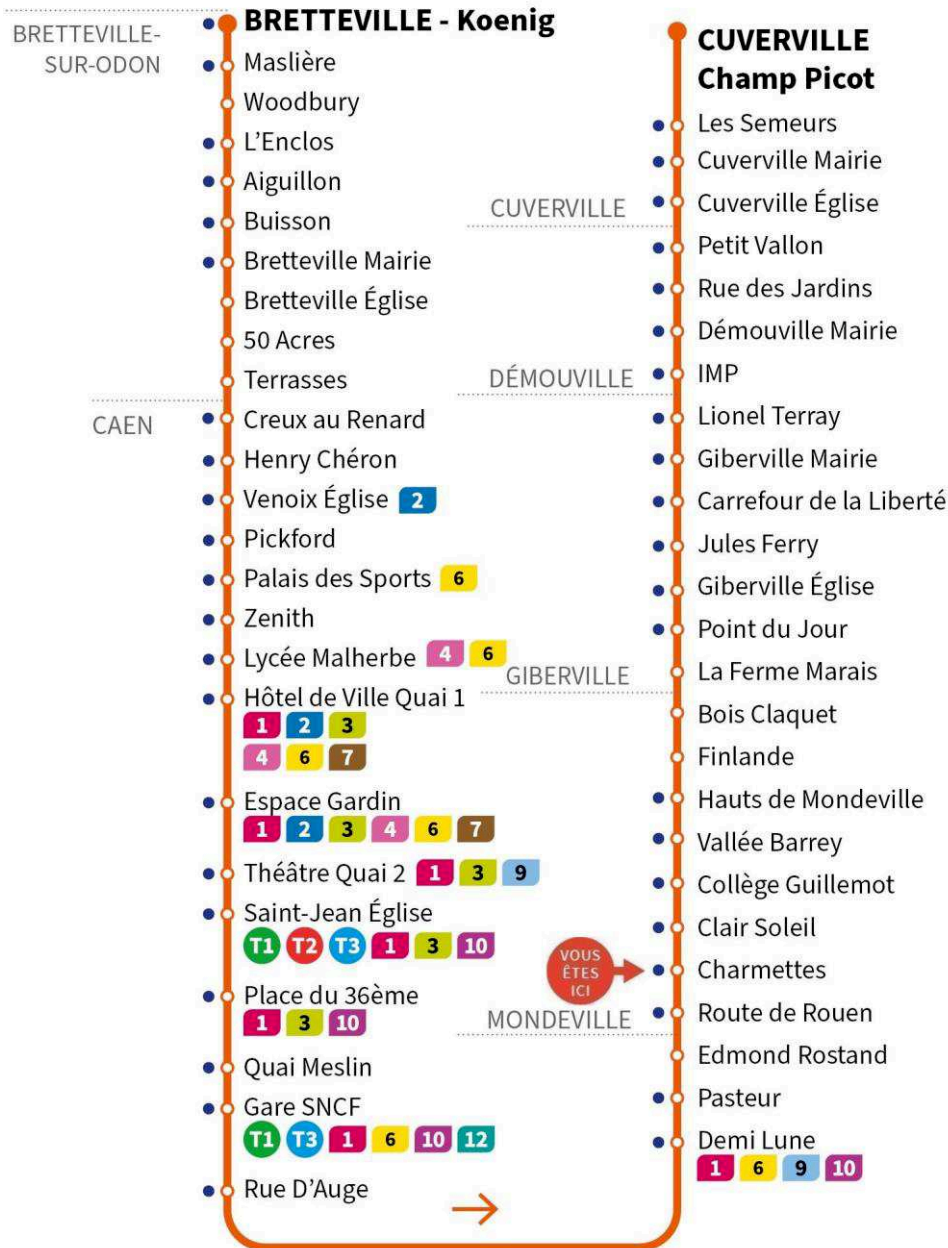 BRETTEVILLE-
SUR-ODON
BRETTEVILLE - Koenig
Maslière
Woodbury
L'Enclos
Aiguillon
Buisson
Bretteville Mairie
Bretteville Église
50 Acres
Terrasses
CAEN
Creux au Renard
Henry Chéron
Venoix Église 2
Pickford
Palais des Sports 6
Zenith
Lycée Malherbe 4 6
Hôtel de Ville Quai 1
1 2 3
4 6 7
Espace Gardin
1 2 3 4 6 7
Théâtre Quai 2 1 3 9
Saint-Jean Église
T1 T2 T3 1 3 10
Place du 36ème
1 3 10
Quai Meslin
Gare SNCF
T1 T3 1 6 10 12
Rue D'Auge
CUVERVILLE
Champ Picot
Les Semeurs
Cuverville Mairie
Cuverville Église
CUVERVILLE
Petit Vallon
Rue des Jardins
Démouville Mairie
IMP
DÉMOUVILLE
Lionel Terray
Giberville Mairie
Carrefour de la Liberté
Jules Ferry
Giberville Église
Point du Jour
La Ferme Marais
GIBERVILLE
Bois Claquet
Finlande
Hauts de Mondeville
Vallée Barrey
Collège Guillemot
Clair Soleil
VOUS
ÊTES
ICI
Charmettes
Route de Rouen
MONDEVILLE
Edmond Rostand
Pasteur
Demi Lune
1 6 9 10